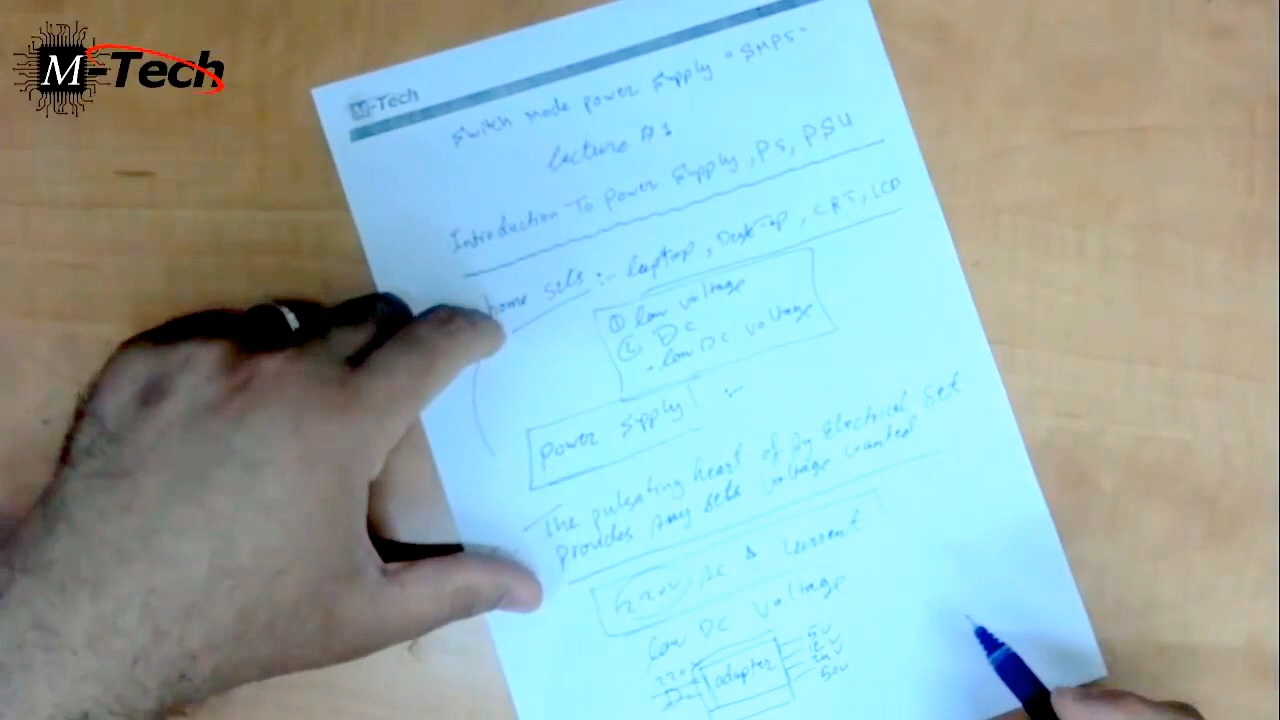 M-Tech
M-Tech
Switch mode power Supply "SMPS"
Lecture #1
Introduction To Power Supply, PS, PSU
home sets :- laptop, DeskTop, CRT, LCD
① low voltage
② DC
- low DC voltage
power Supply :-
The pulsating heart of Any Electrical Set
provides Any sets voltage wanted
220V AC & Current
Low DC Voltage
220
adapter
5V
12V
24V
50V